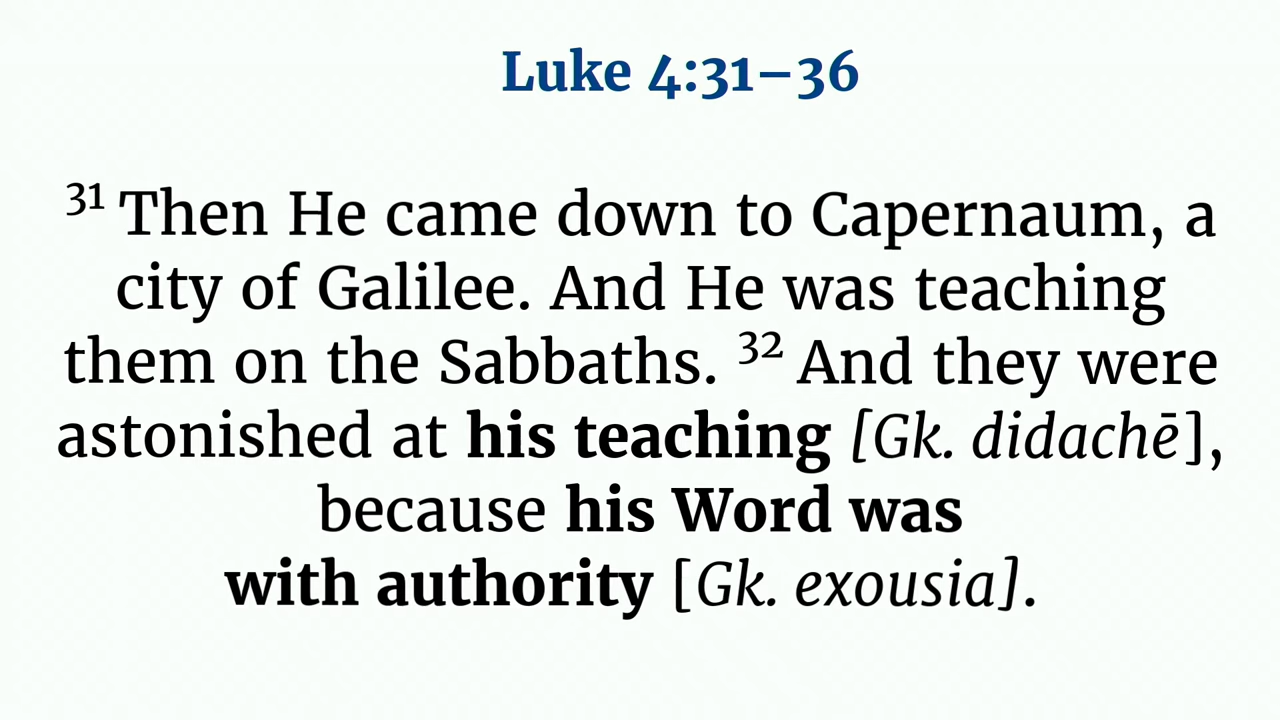 Luke 4:31–36
31 Then He came down to Capernaum, a
city of Galilee. And He was teaching
them on the Sabbaths. 32 And they were
astonished at his teaching [Gk. didachē],
because his Word was
with authority [Gk. exousia].